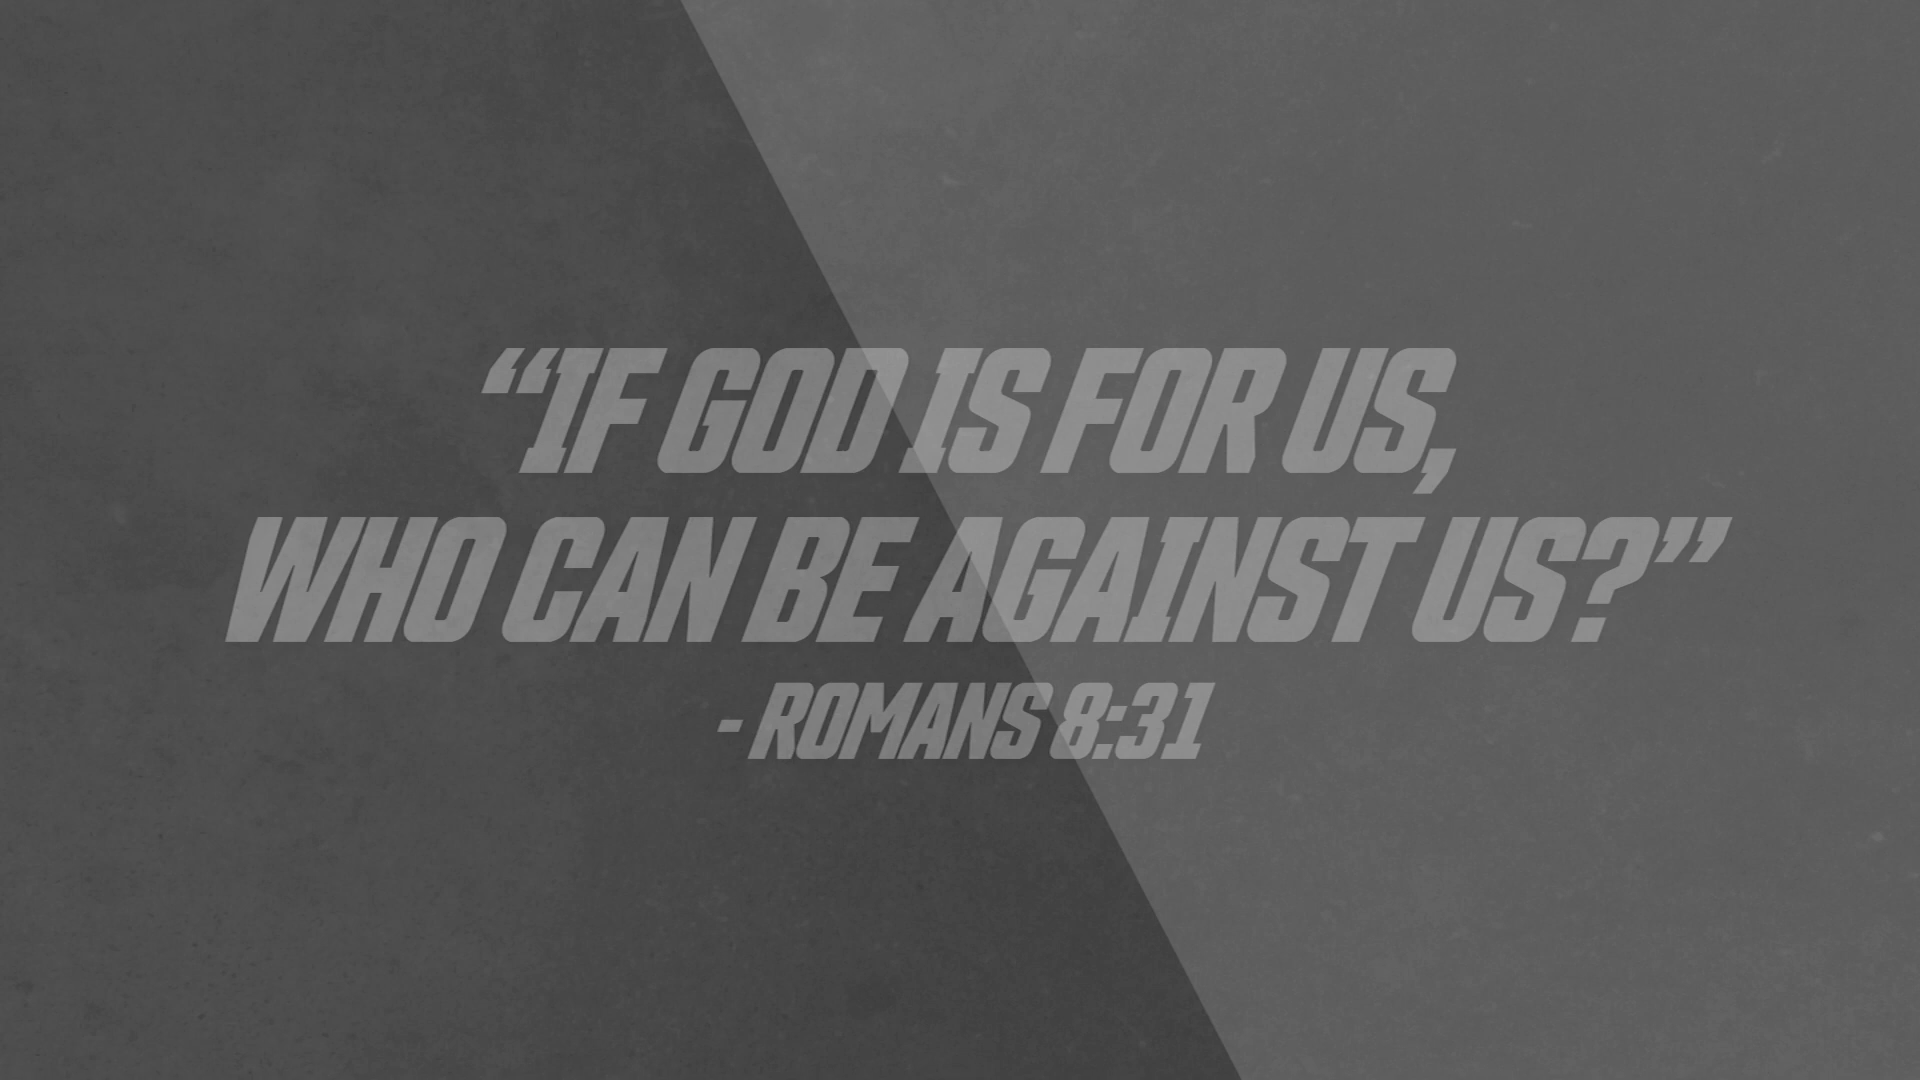 “IF GOD IS FOR US,
WHO CAN BE AGAINST US?”
- ROMANS 8:31